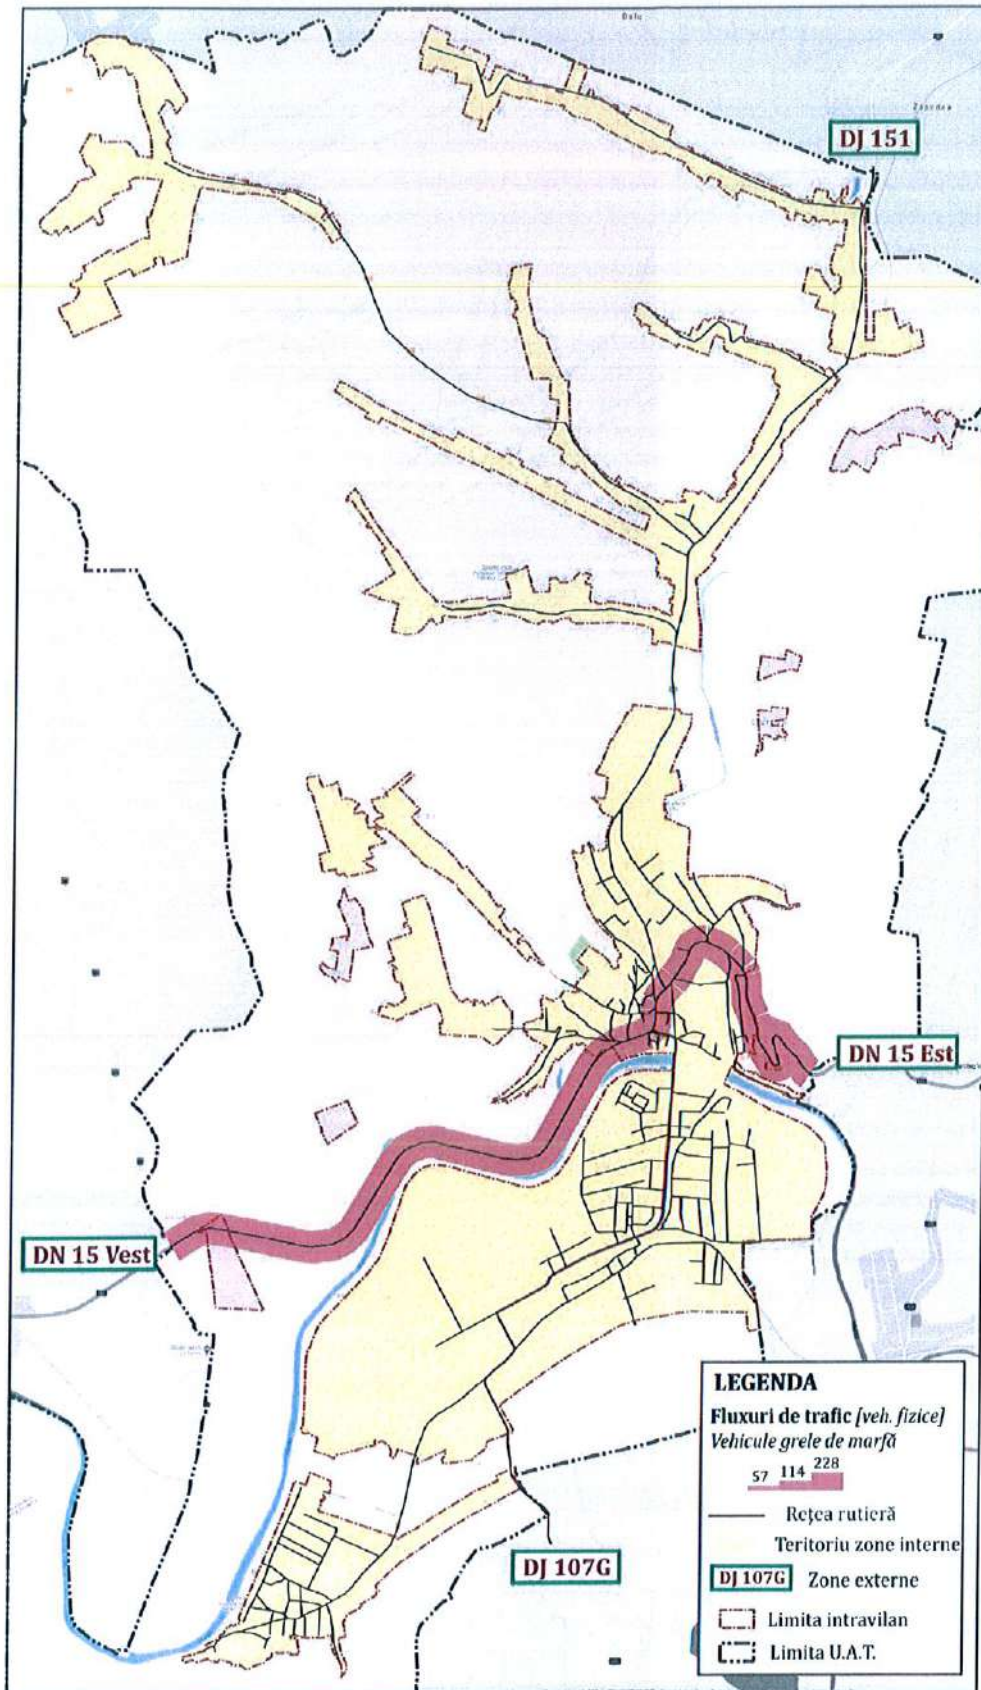 DJ 151
DN 15 Est
DN 15 Vest
DJ 107G
LEGENDA
Fluxuri de trafic [veh. fizice]
Vehicule grele de marfă
57 114 228
Rețea rutieră
Teritoriu zone interne
DJ 107G Zone externe
Limita intravilan
Limita U.A.T.